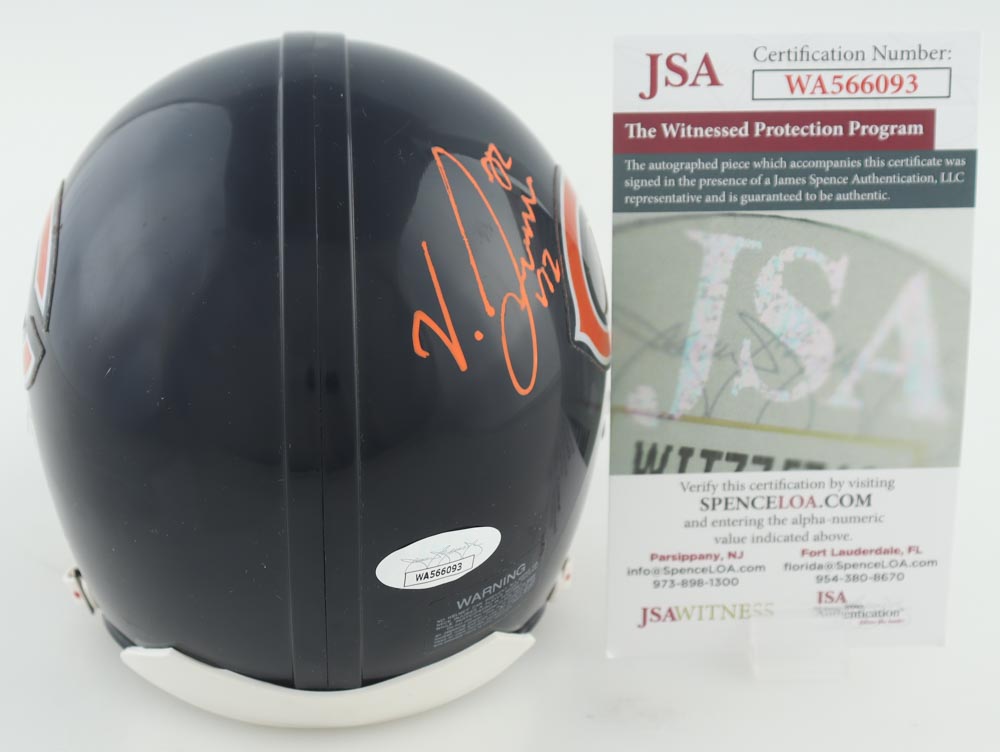 WA566093
WARNING
JSA
Certification Number:
WA566093
The Witnessed Protection Program
The autographed piece which accompanies this certificate was
signed in the presence of a James Spence Authentication, LLC
representative and is guaranteed to be authentic.
JSA
Verify this certification by visiting
SPENCELOA.COM
and entering the alpha-numeric
value indicated above.
Parsippany, NJ
info@SpenceLOA.com
973-898-1300
Fort Lauderdale, FL
florida@SpenceLOA.com
954-380-8670
JSAWITNESS
JSA
Authentication